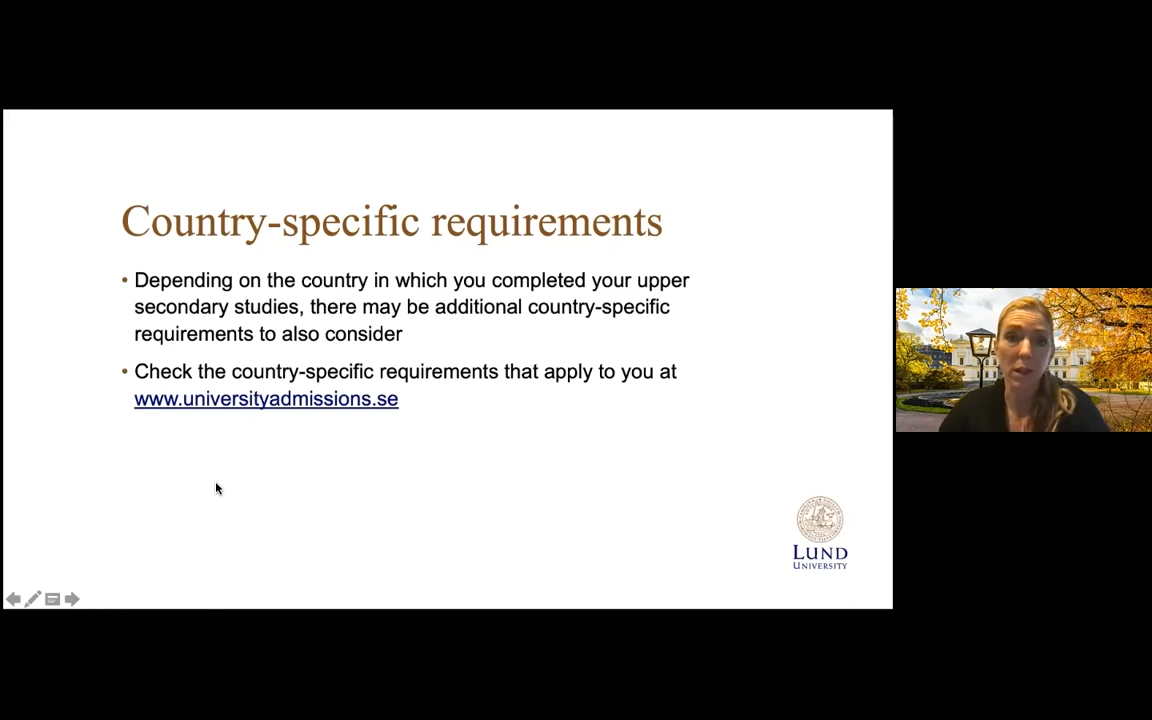 Country-specific requirements
• Depending on the country in which you completed your upper
secondary studies, there may be additional country-specific
requirements to also consider
• Check the country-specific requirements that apply to you at
www.universityadmissions.se
LUND
UNIVERSITY